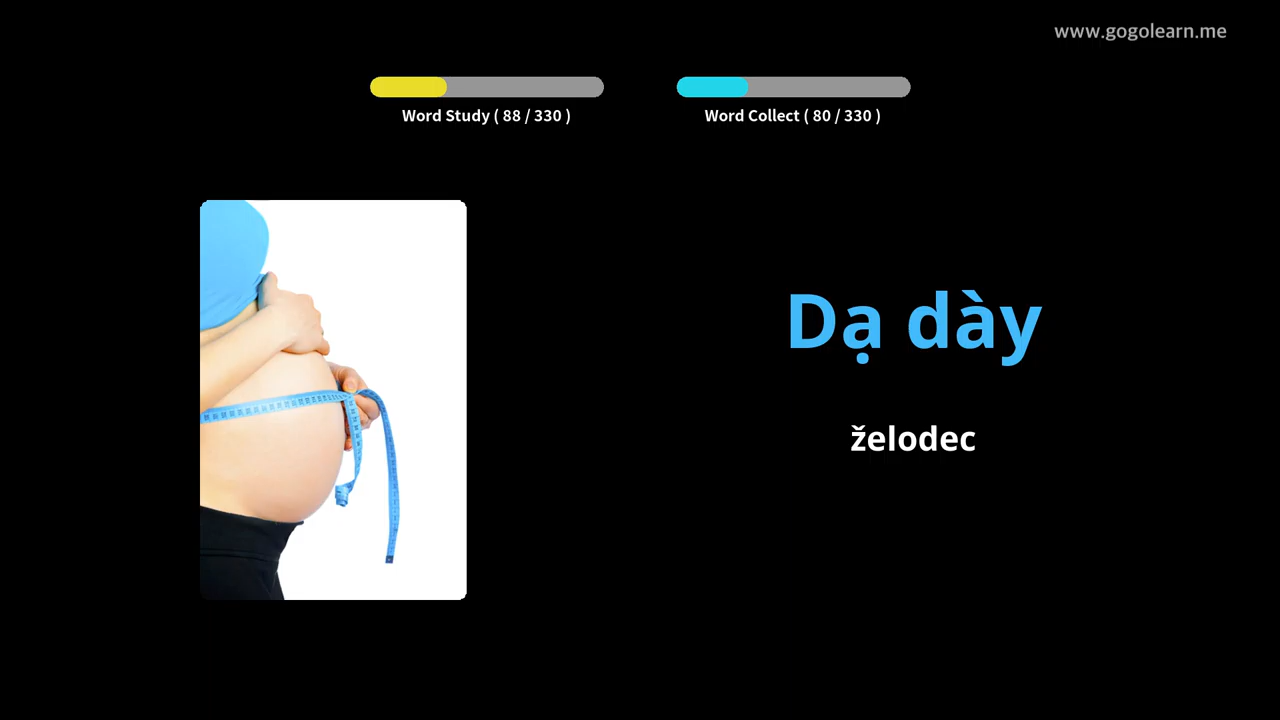 www.gogolearn.me
Word Study ( 88 / 330 )
Word Collect ( 80 / 330 )
Dạ dày
želodec